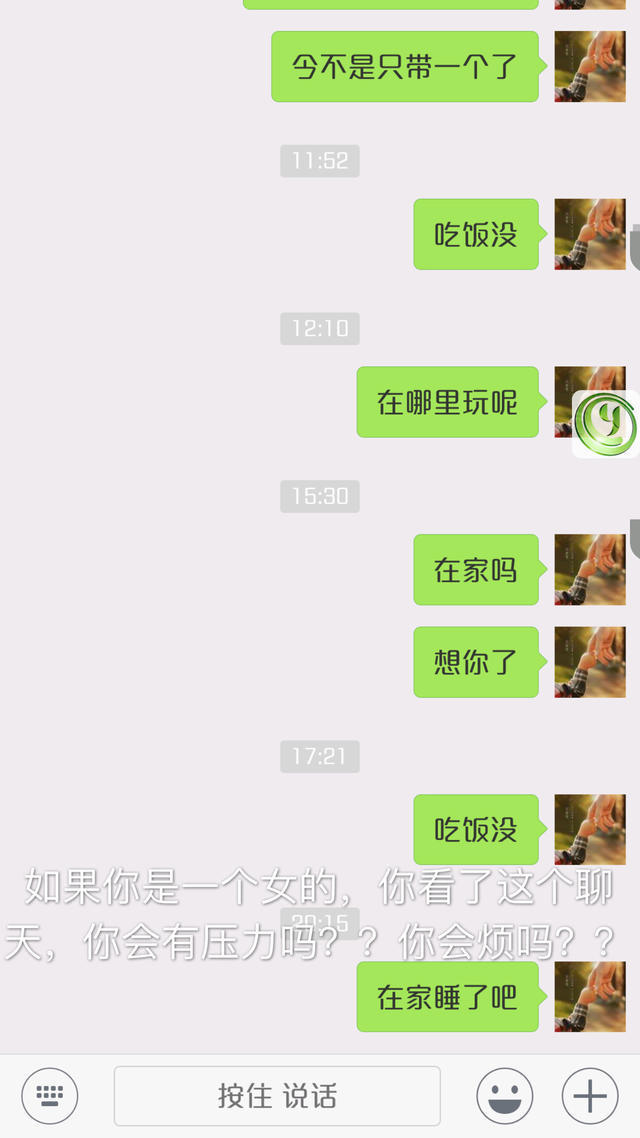 今不是只带一个了
11:52
吃饭没
12:10
在哪里玩呢
15:30
在家吗
想你了
17:21
吃饭没
如果你是一个女的，你看了这个聊
20:15
天，你会有压力吗？？你会烦吗？？
在家睡了吧
按住 说话